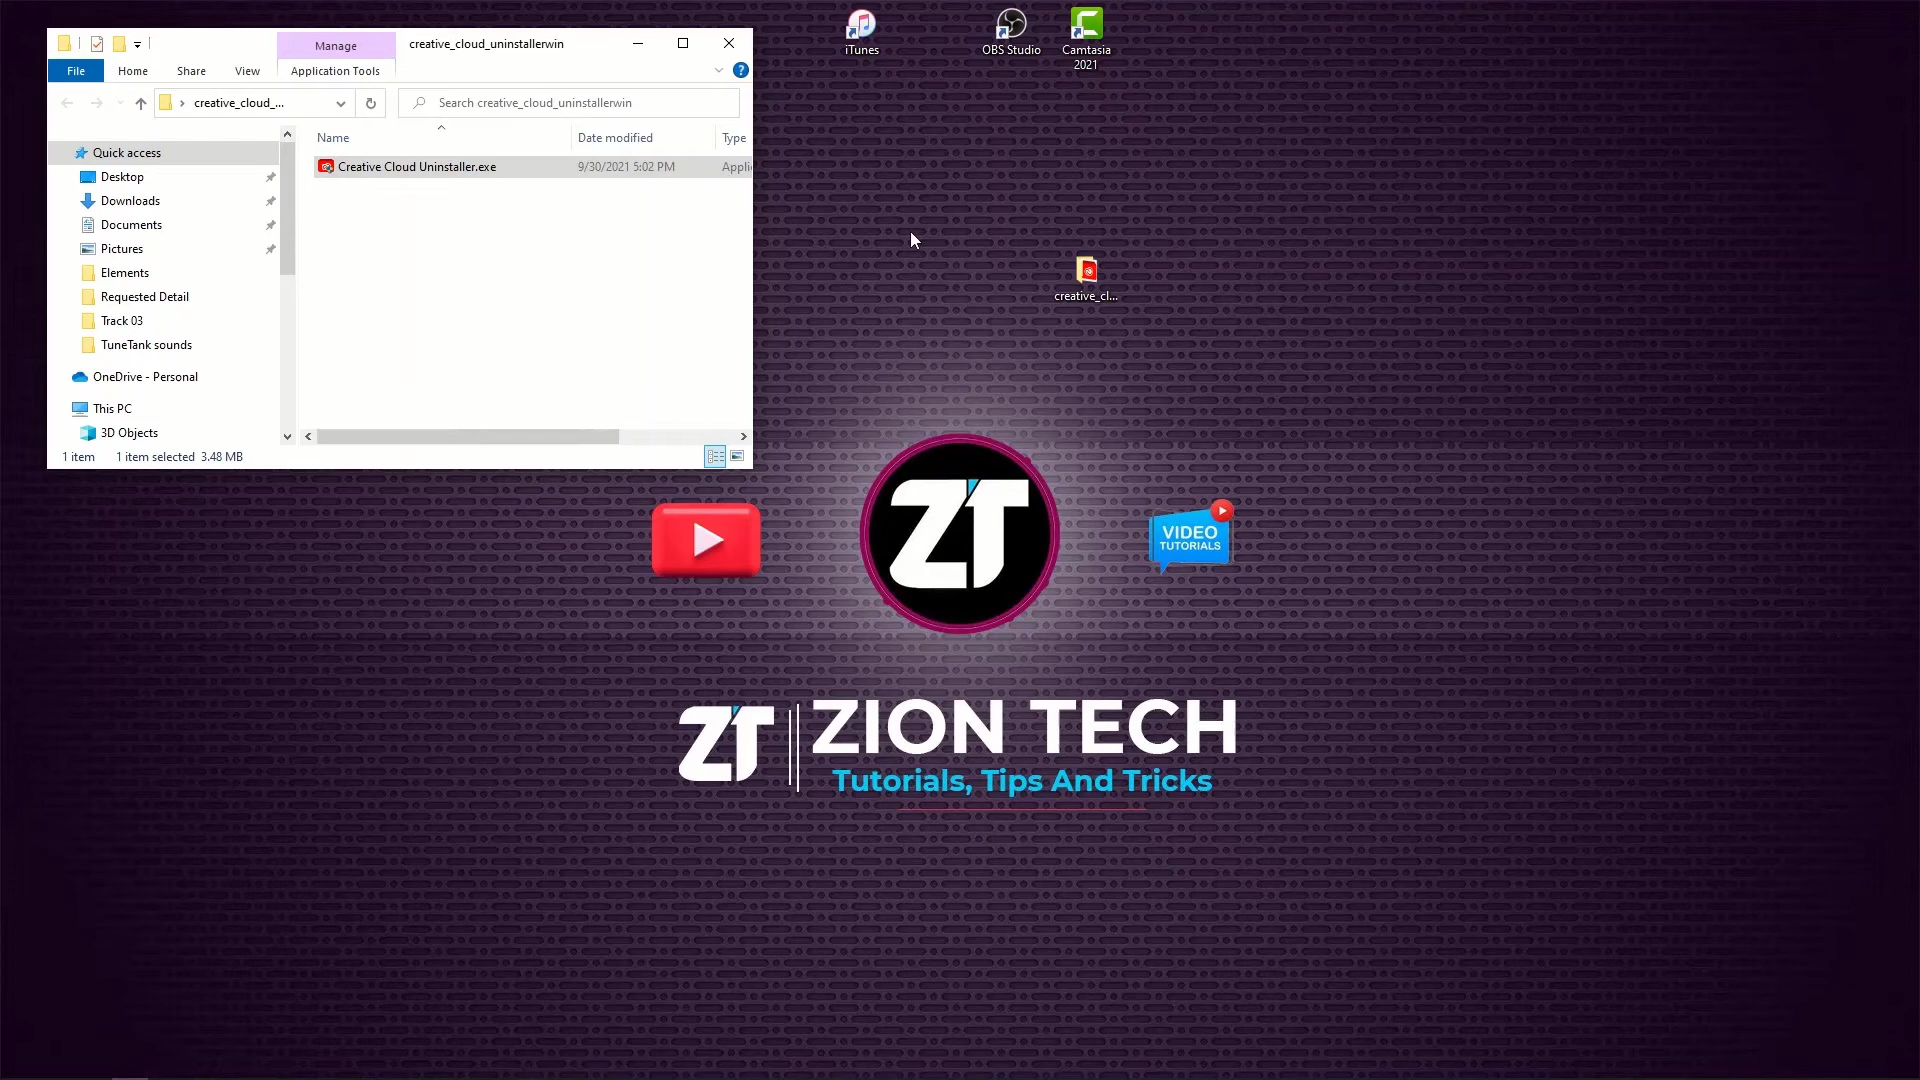 Manage
creative_cloud_uninstallerwin
File
Home
Share
View
Application Tools
creative_cloud_...
Search creative_cloud_uninstallerwin
Name
Date modified
Type
Quick access
Creative Cloud Uninstaller.exe
9/30/2021 5:02 PM
Appli
Desktop
Downloads
Documents
Pictures
Elements
Requested Detail
Track 03
TuneTank sounds
OneDrive - Personal
This PC
3D Objects
1 item
1 item selected 3.48 MB
iTunes
OBS Studio
Camtasia
2021
creative_cl...
ZT
VIDEO
TUTORIALS
ZT
ZION TECH
Tutorials, Tips And Tricks